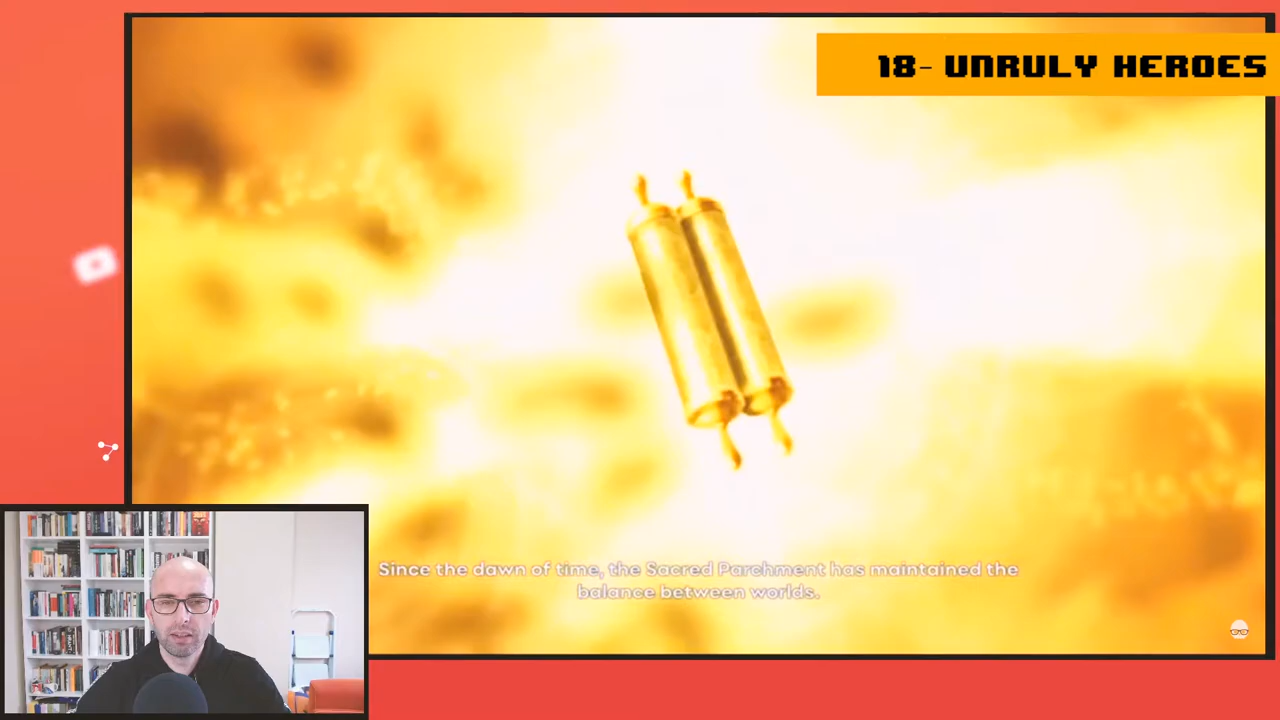 18- UNRULY HEROES
Since the dawn of time, the Sacred Parchment has maintained the
balance between worlds.